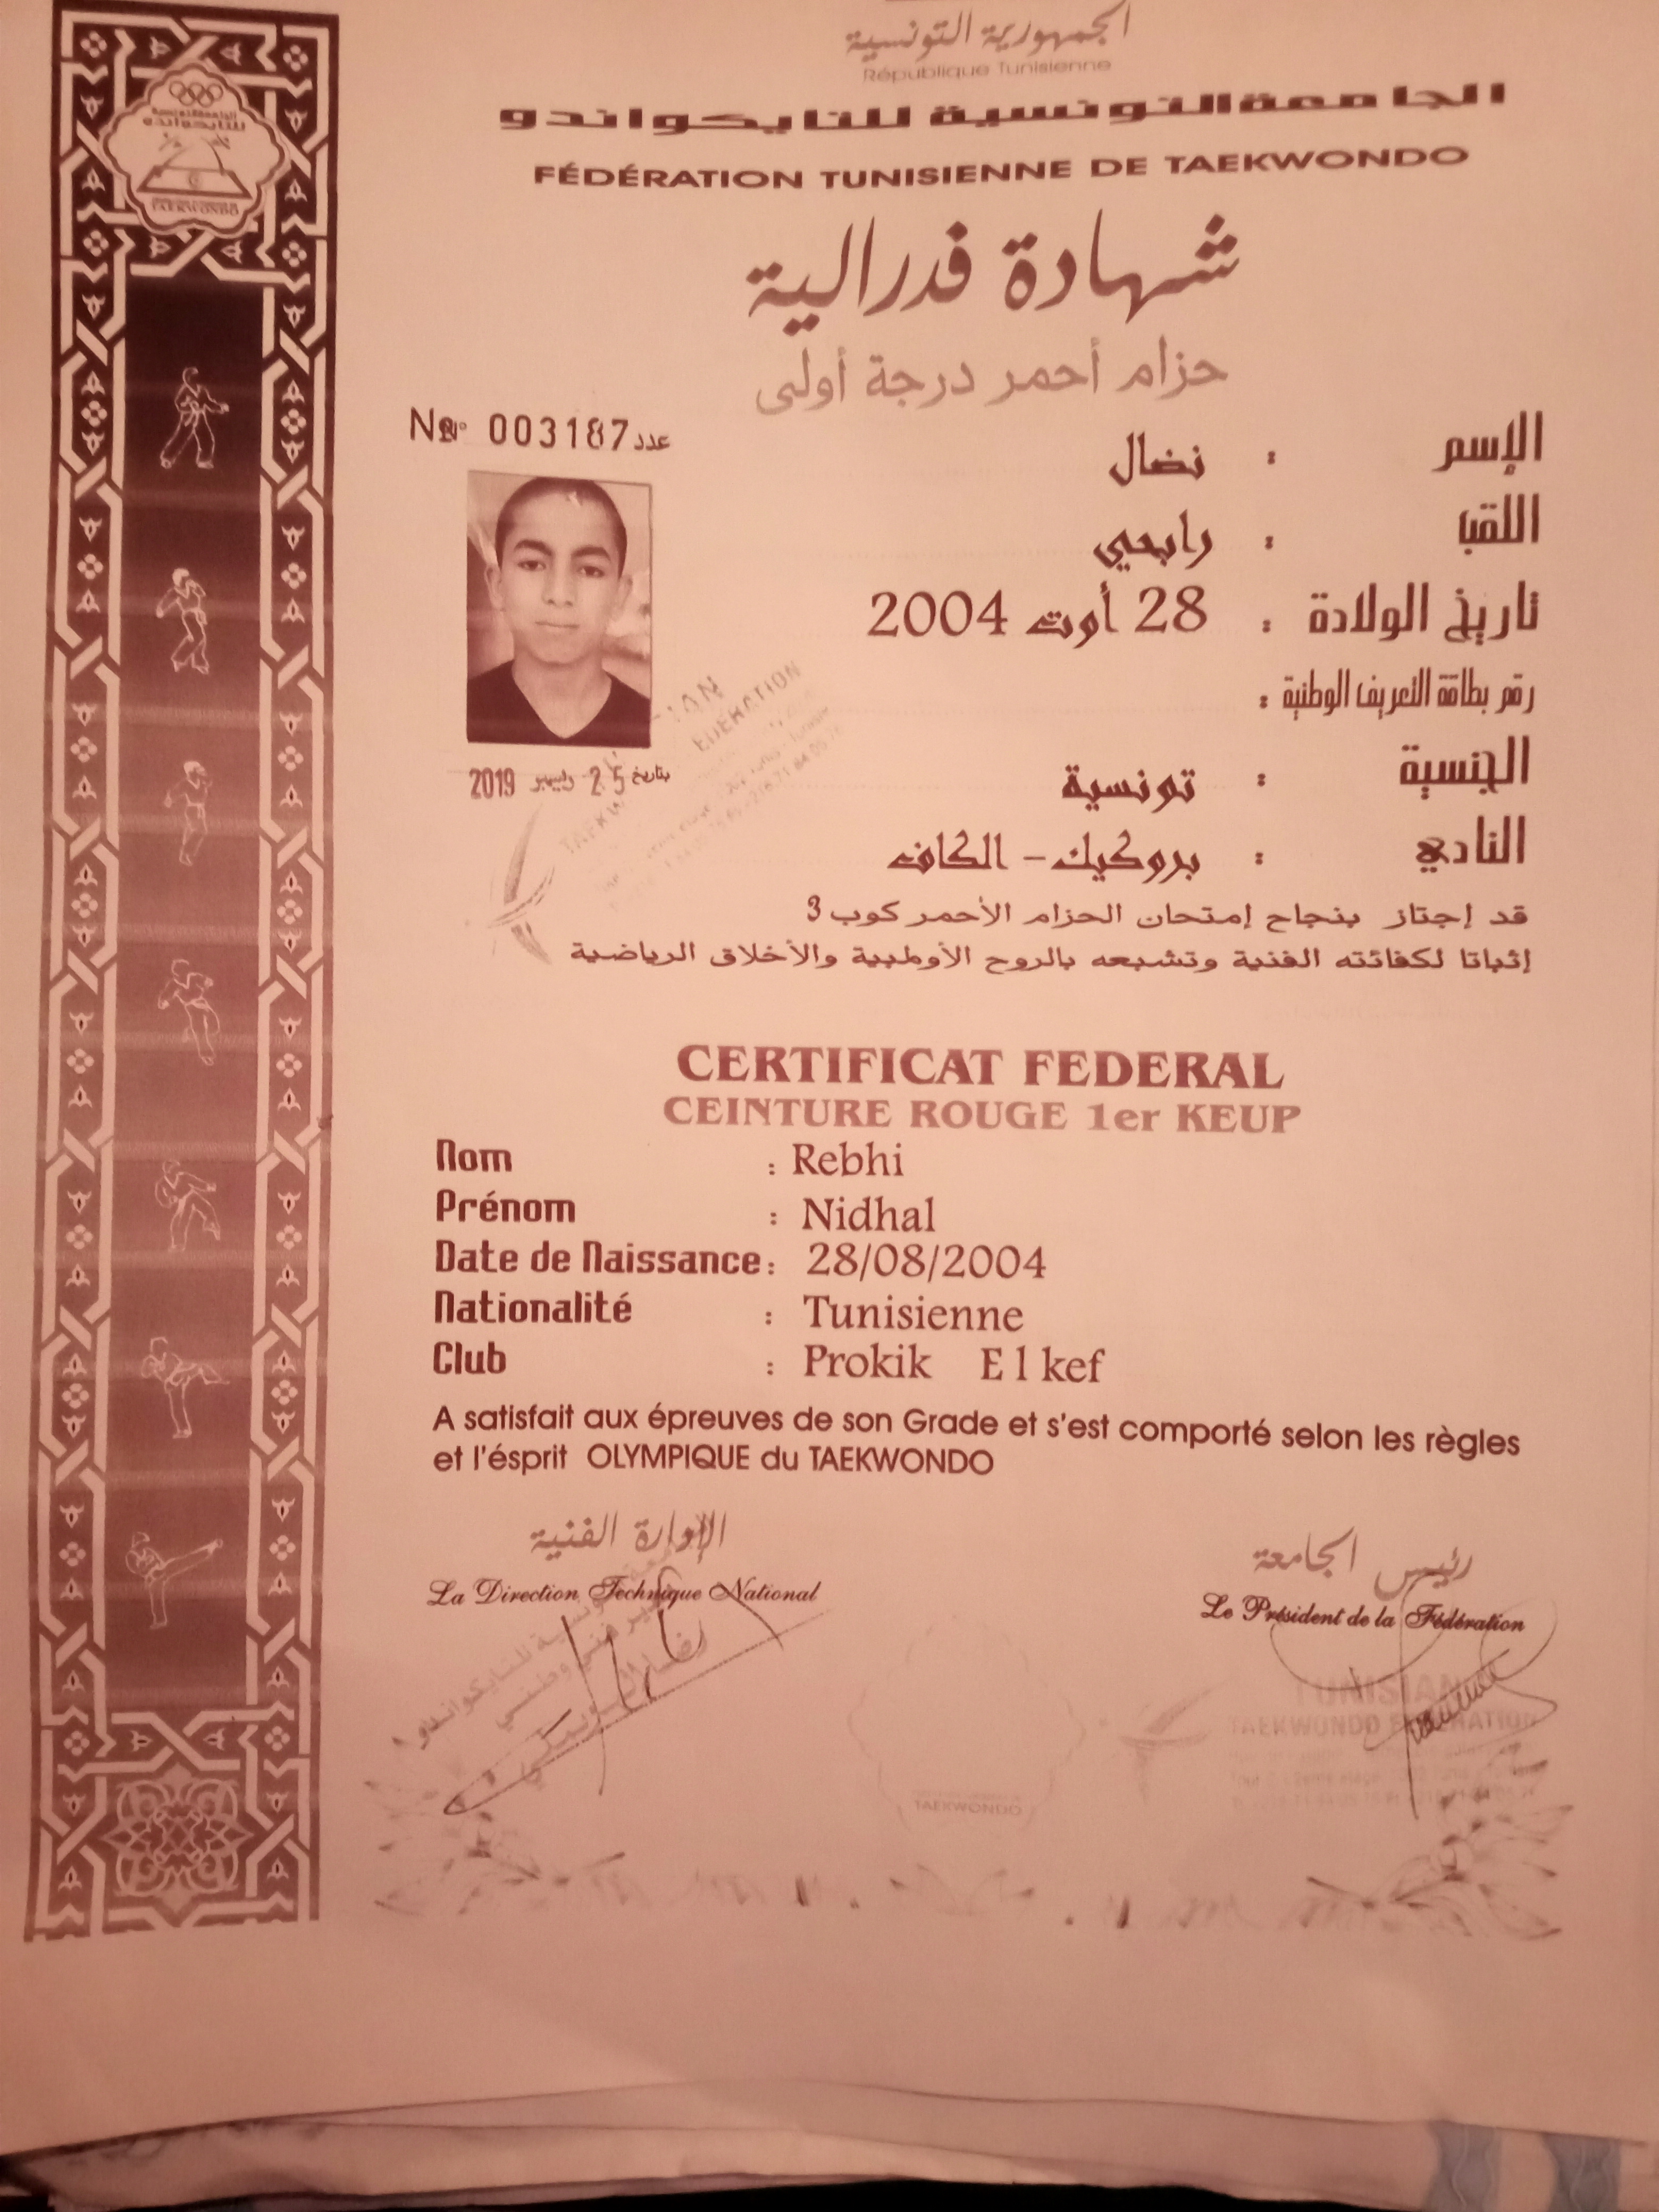 الجمهورية التونسية
République Tunisienne
الجامعة التونسية للتايكواندو
FÉDÉRATION TUNISIENNE DE TAEKWONDO
شهادة فدرالية
حزام أحمر درجة أولى
N° 003187 عدد
الإسم : نضال
اللقب : رابحي
تاريخ الولادة : 28 أوت 2004
رقم بطاقة التعريف الوطنية :
الجنسية : تونسية
النادي : بروكيك - الكاف
بتاريخ 25 ديسمبر 2019
قد إجتاز بنجاح إمتحان الحزام الأحمر كوب 3
إثباتا لكفائته الفنية وتشبعه بالروح الأولمبية والأخلاق الرياضية
CERTIFICAT FEDERAL
CEINTURE ROUGE 1er KEUP
Nom : Rebhi
Prénom : Nidhal
Date de Naissance : 28/08/2004
Nationalité : Tunisienne
Club : Prokik E l kef
A satisfait aux épreuves de son Grade et s'est comporté selon les règles
et l'ésprit OLYMPIQUE du TAEKWONDO
الإدارة الفنية
La Direction Technique National
رئيس الجامعة
Le Président de la Fédération
TUNISIAN
TAEKWONDO FEDERATION
TAEKWONDO